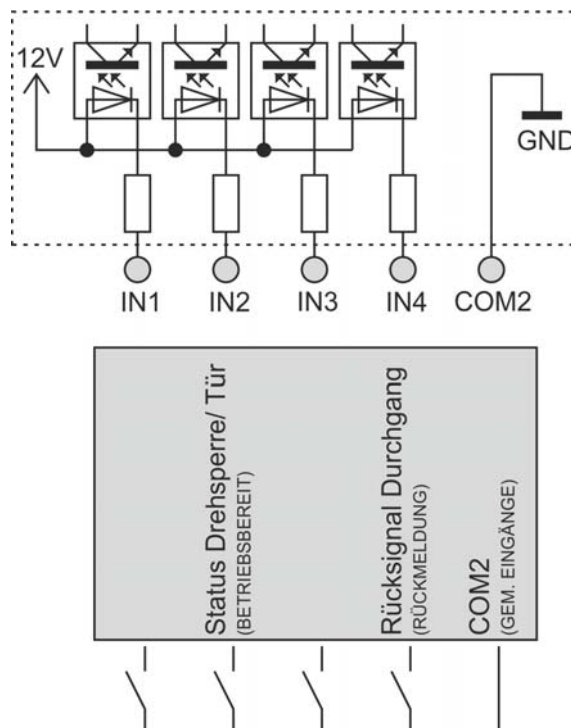 12V
GND
IN1
IN2
IN3
IN4
COM2
Status Drehsperre/ Tür
(BETRIEBSBEREIT)
Rücksignal Durchgang
(RÜCKMELDUNG)
COM2
(GEM. EINGÄNGE)